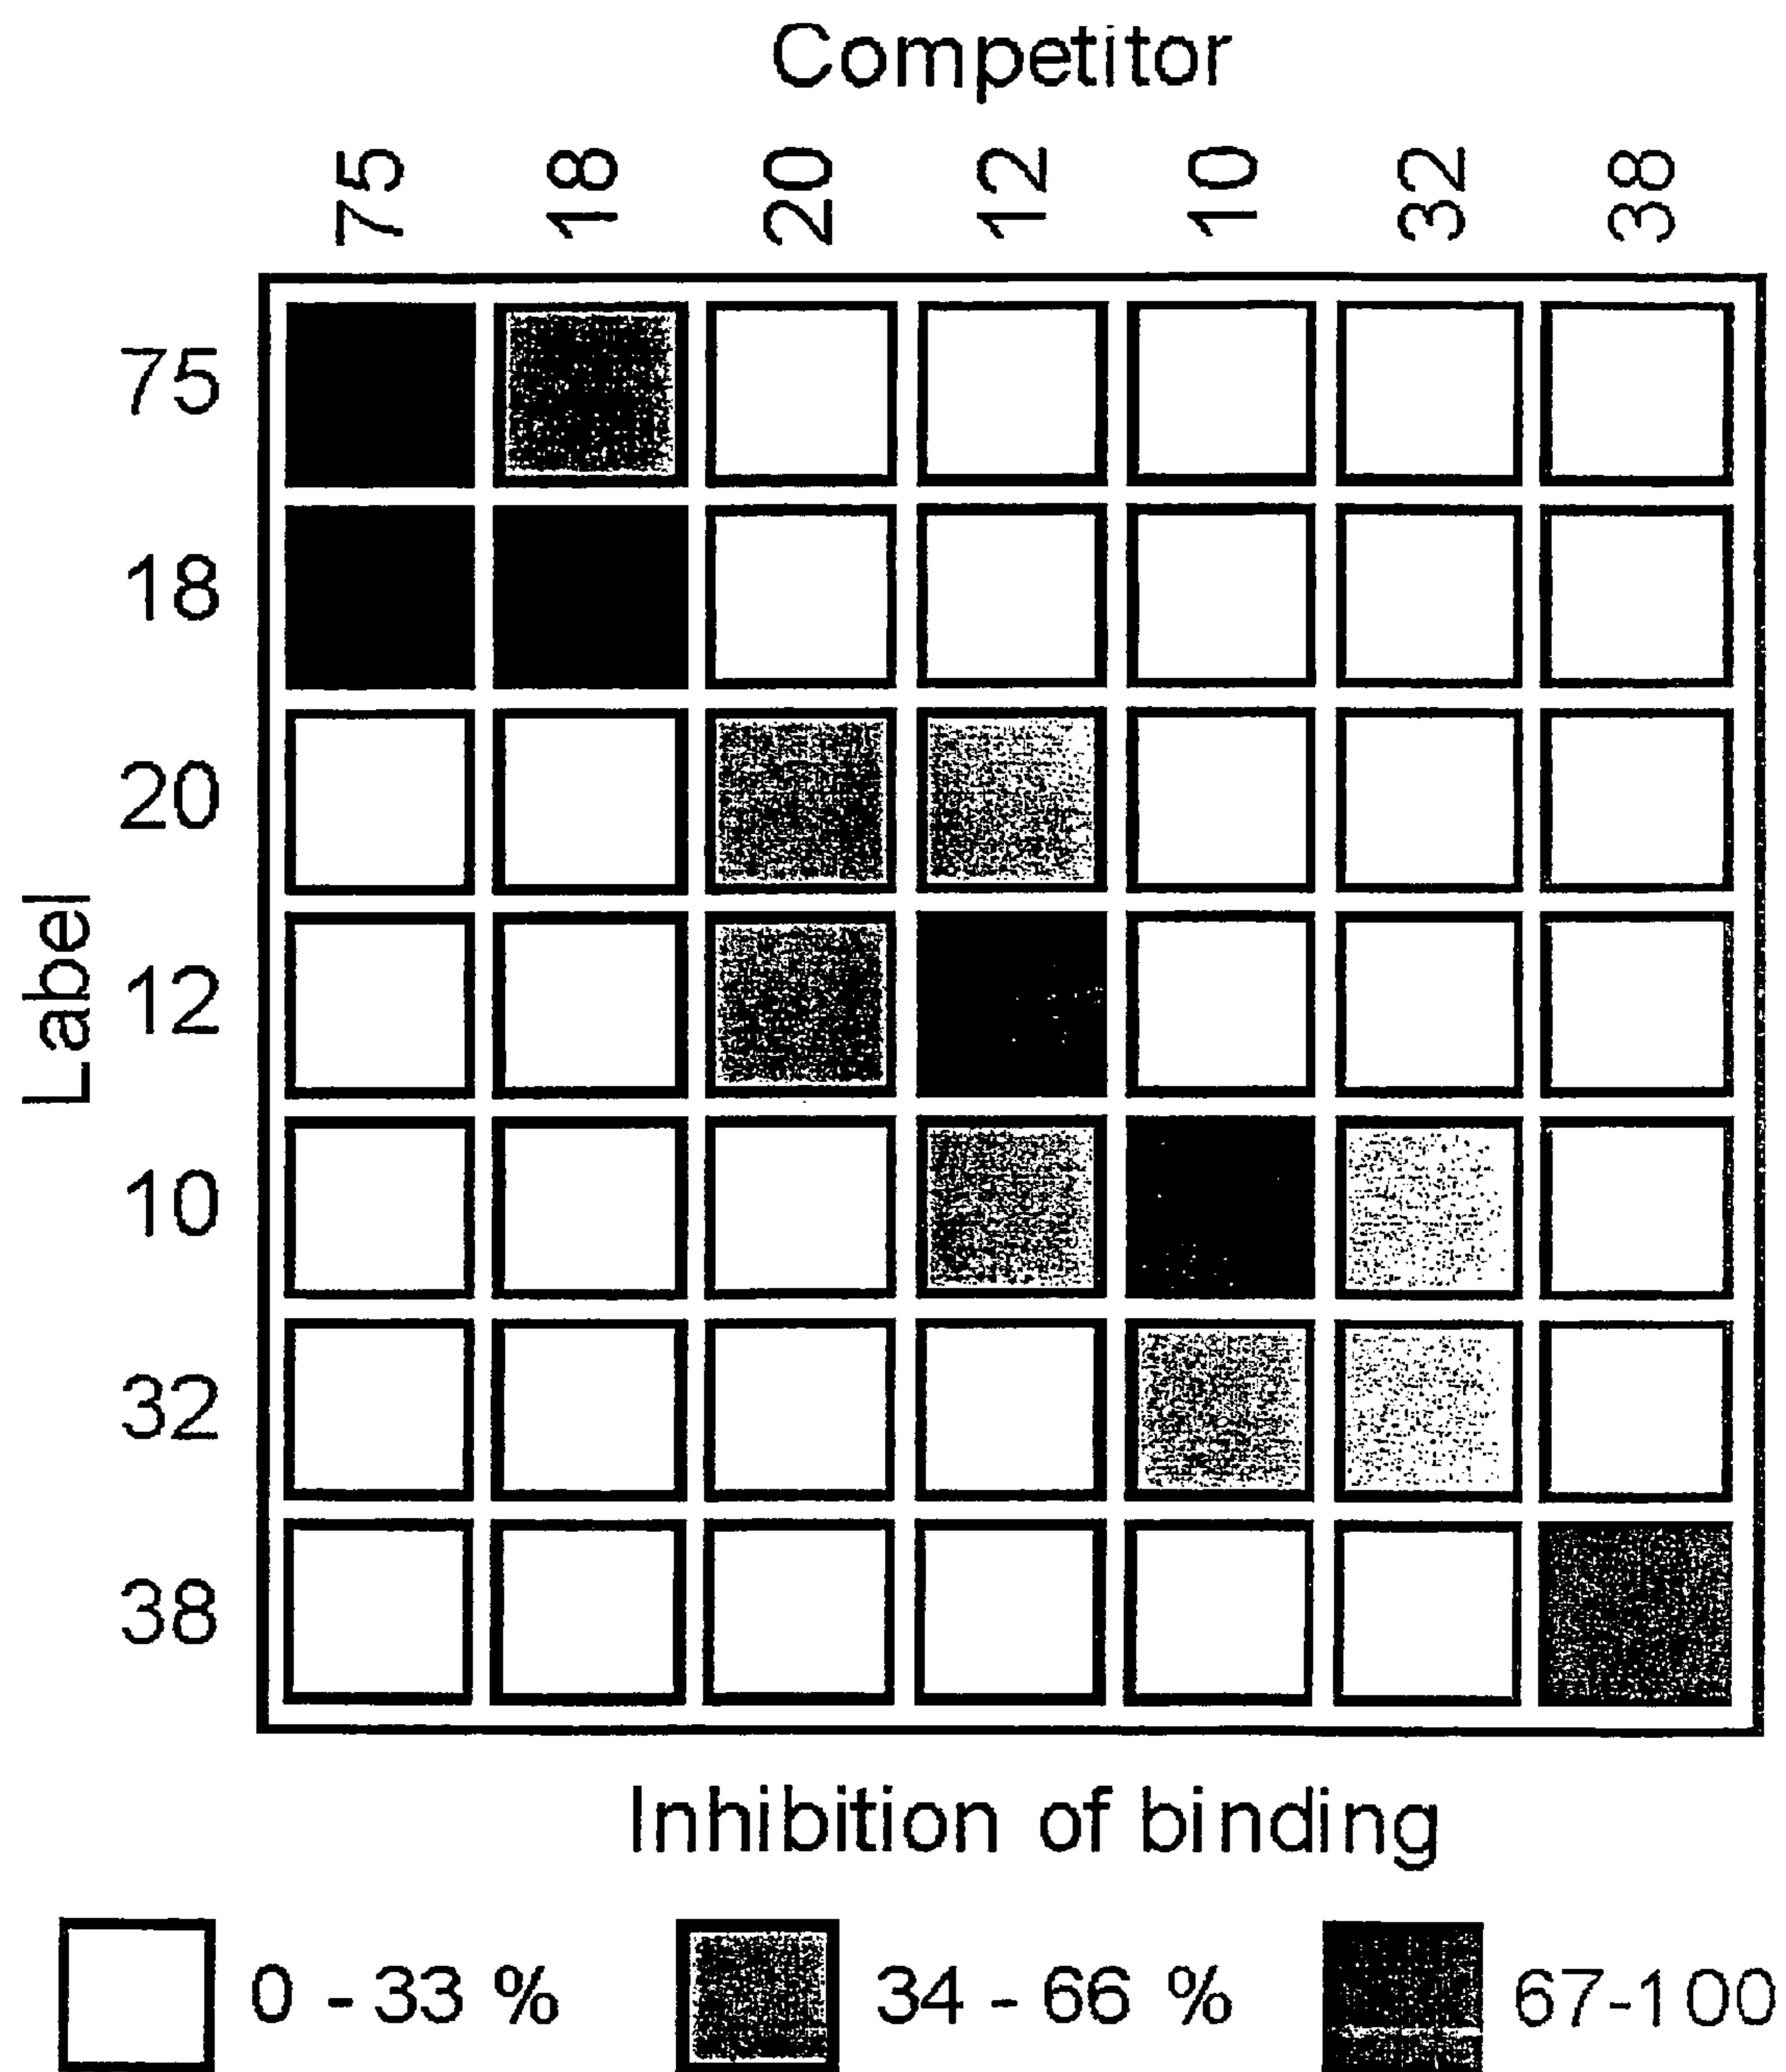 Competitor
75 18 20 12 10 32 38
Label
75
18
20
12
10
32
38
Inhibition of binding
0 - 33 % 34 - 66 % 67-100